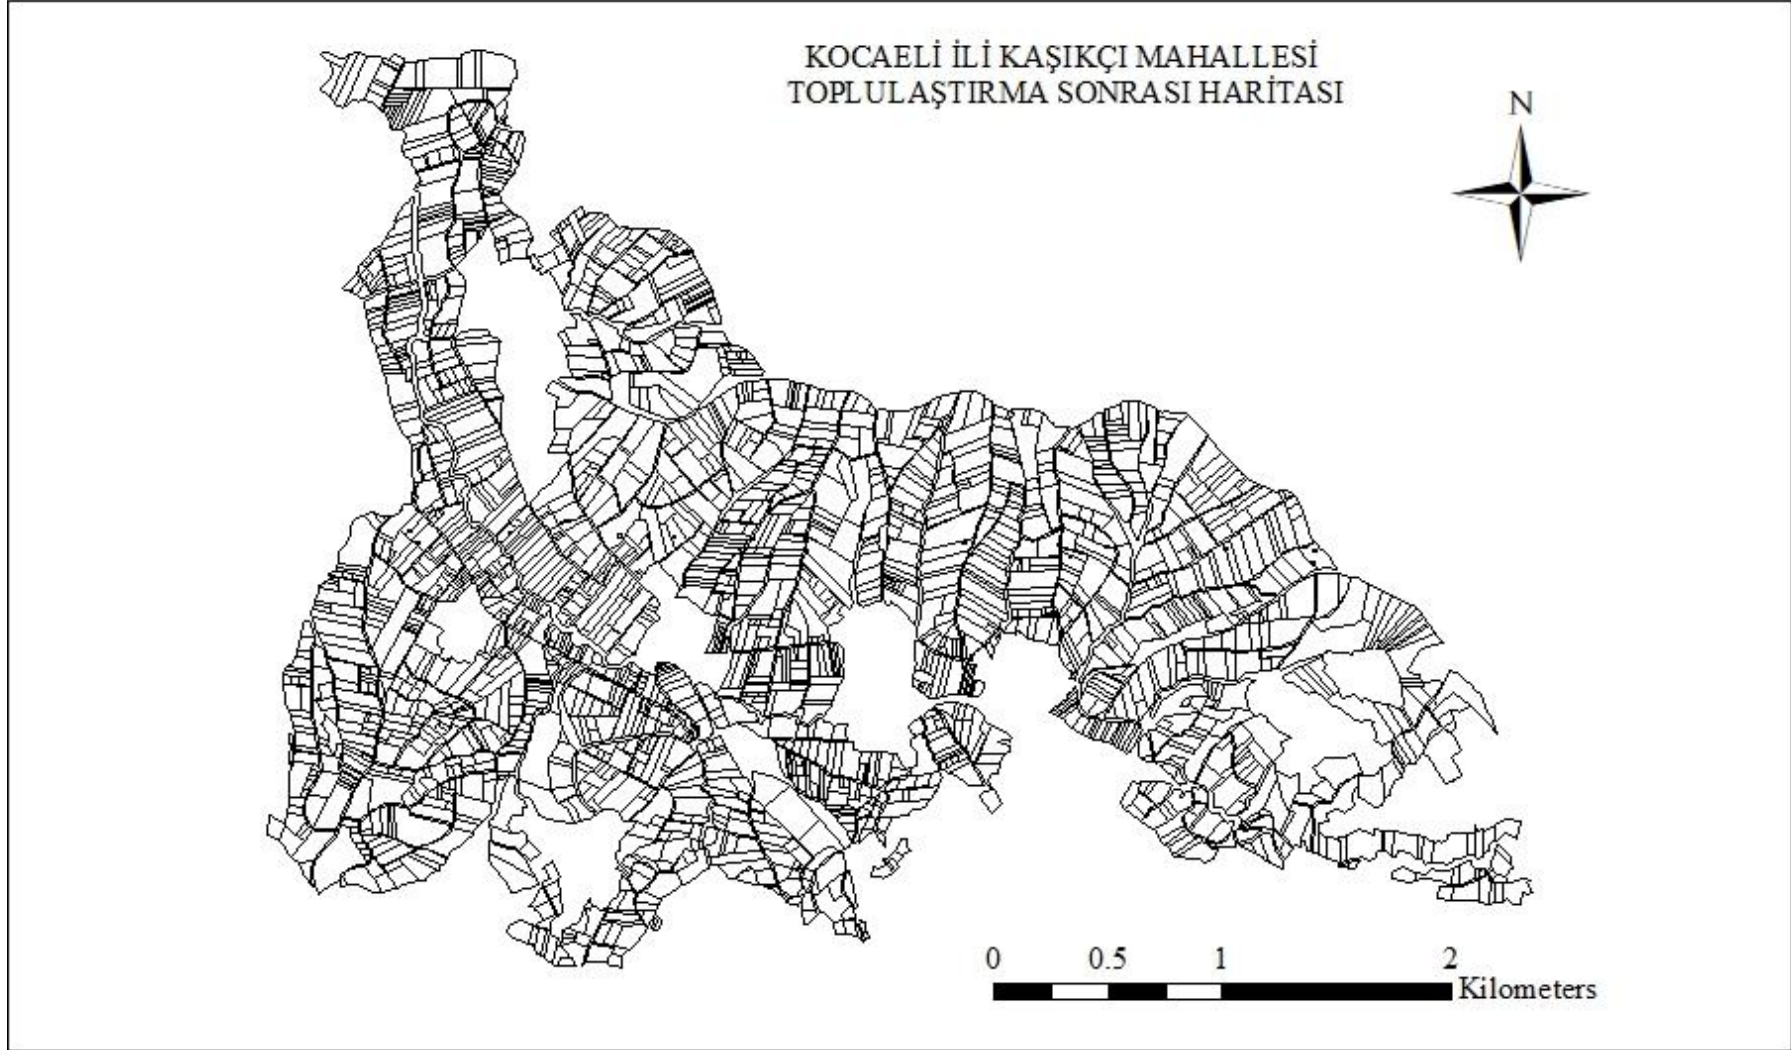 KOCAELİ İLİ KAŞIKÇI MAHALLESİ
TOPLULAŞTIRMA SONRASI HARİTASI
N
0 0.5 1 2
Kilometers